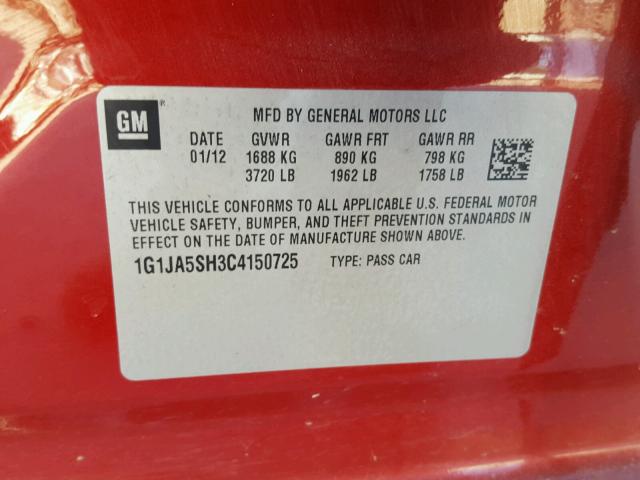 GM ®
MFD BY GENERAL MOTORS LLC
DATE GVWR GAWR FRT GAWR RR
01/12 1688 KG 890 KG 798 KG
3720 LB 1962 LB 1758 LB
THIS VEHICLE CONFORMS TO ALL APPLICABLE U.S. FEDERAL MOTOR
VEHICLE SAFETY, BUMPER, AND THEFT PREVENTION STANDARDS IN
EFFECT ON THE DATE OF MANUFACTURE SHOWN ABOVE.
1G1JA5SH3C4150725 TYPE: PASS CAR